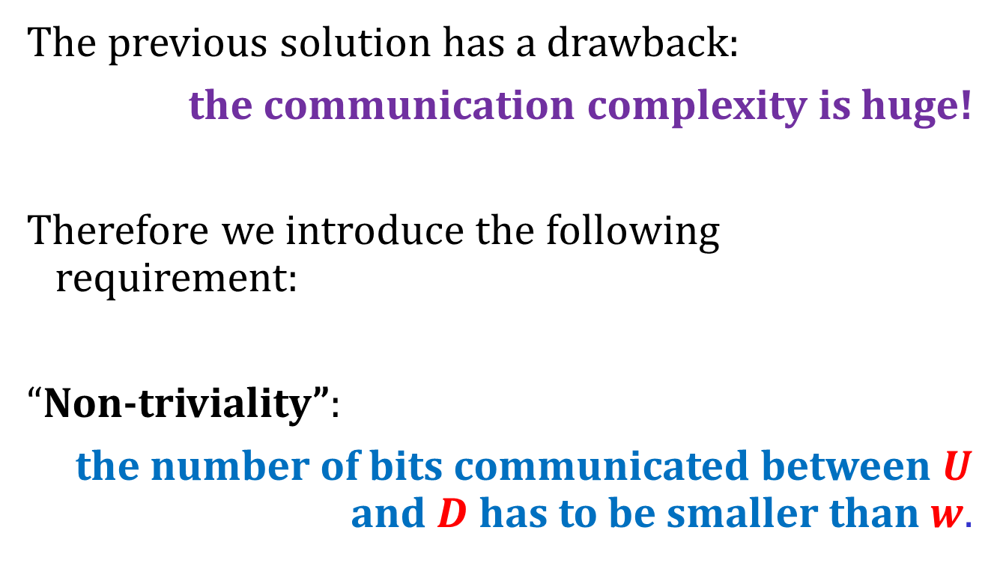 The previous solution has a drawback:
the communication complexity is huge!
Therefore we introduce the following
requirement:
“Non-triviality”:
the number of bits communicated between U
and D has to be smaller than w.